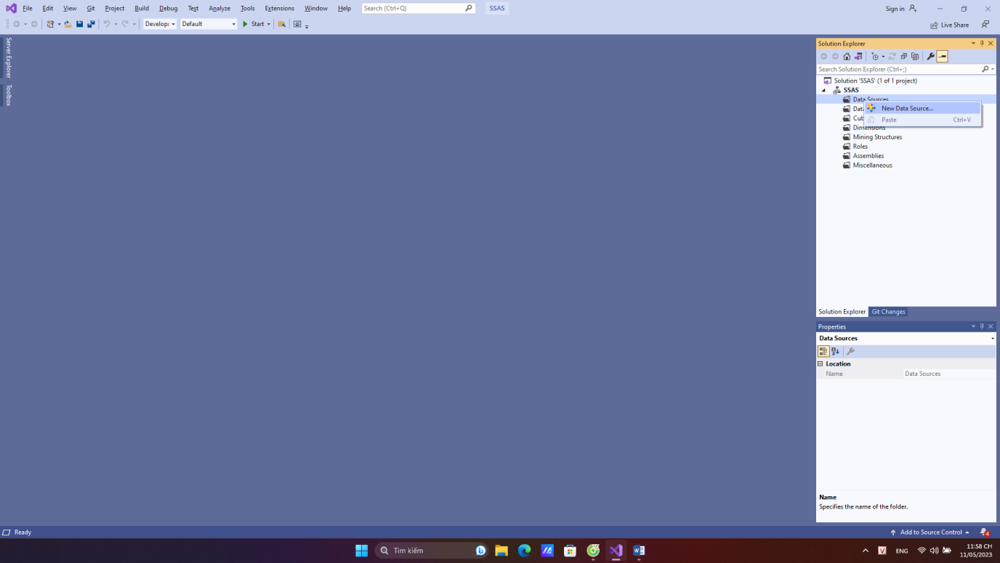 File Edit View Git Project Build Debug Test Analyze Tools Extensions Window Help Search (Ctrl+Q) SSAS Sign in
Develop Default Start Live Share
Server Explorer
Toolbox
Solution Explorer
Search Solution Explorer (Ctrl+;)
Solution 'SSAS' (1 of 1 project)
SSAS
Data Sources
New Data Source...
Paste Ctrl+V
Data
Cub
Dimensions
Mining Structures
Roles
Assemblies
Miscellaneous
Solution Explorer Git Changes
Properties
Data Sources
Location
Name Data Sources
Name
Specifies the name of the folder.
Ready Add to Source Control 4
Tìm kiếm V ENG 11:58 CH
11/05/2023